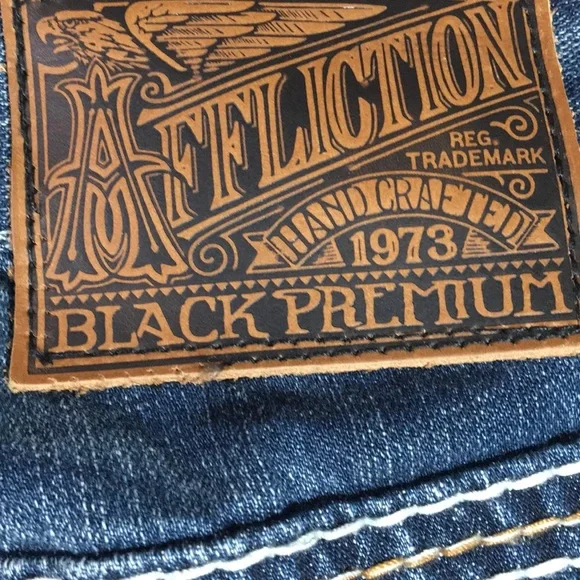 AFFLICTION
REG.
TRADEMARK
HANDCRAFTED
1973
BLACK PREMIUM